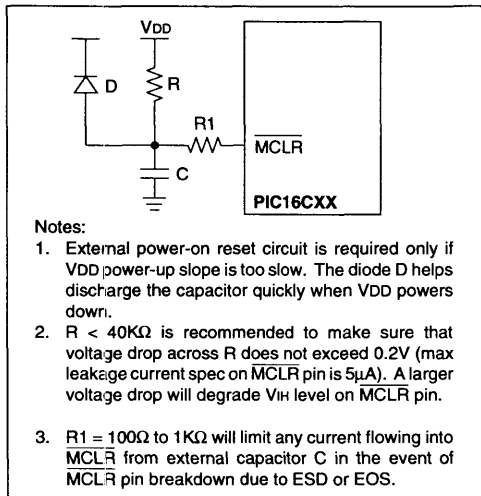 VDD
D
R
R1
C
MCLR
PIC16CXX
Notes:
1. External power-on reset circuit is required only if
VDD power-up slope is too slow. The diode D helps
discharge the capacitor quickly when VDD powers
down.
2. R < 40KΩ is recommended to make sure that
voltage drop across R does not exceed 0.2V (max
leakage current spec on MCLR pin is 5µA). A larger
voltage drop will degrade VIH level on MCLR pin.
3. R1 = 100Ω to 1KΩ will limit any current flowing into
MCLR from external capacitor C in the event of
MCLR pin breakdown due to ESD or EOS.